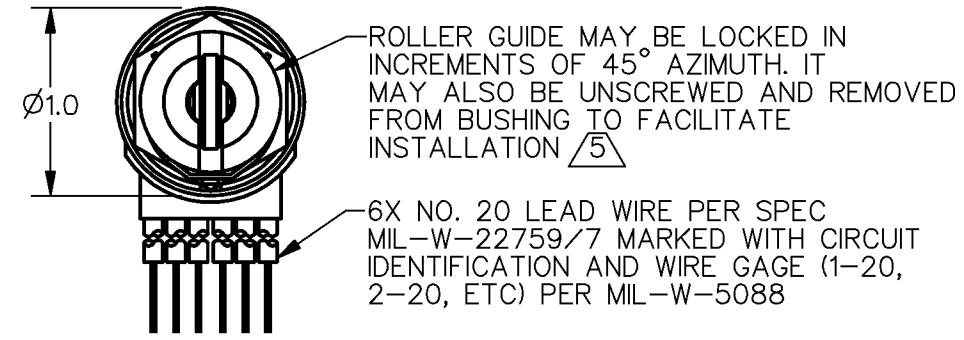 ROLLER GUIDE MAY BE LOCKED IN
INCREMENTS OF 45° AZIMUTH. IT
MAY ALSO BE UNSCREWED AND REMOVED
FROM BUSHING TO FACILITATE
INSTALLATION 5
Ø1.0
6X NO. 20 LEAD WIRE PER SPEC
MIL-W-22759/7 MARKED WITH CIRCUIT
IDENTIFICATION AND WIRE GAGE (1-20,
2-20, ETC) PER MIL-W-5088